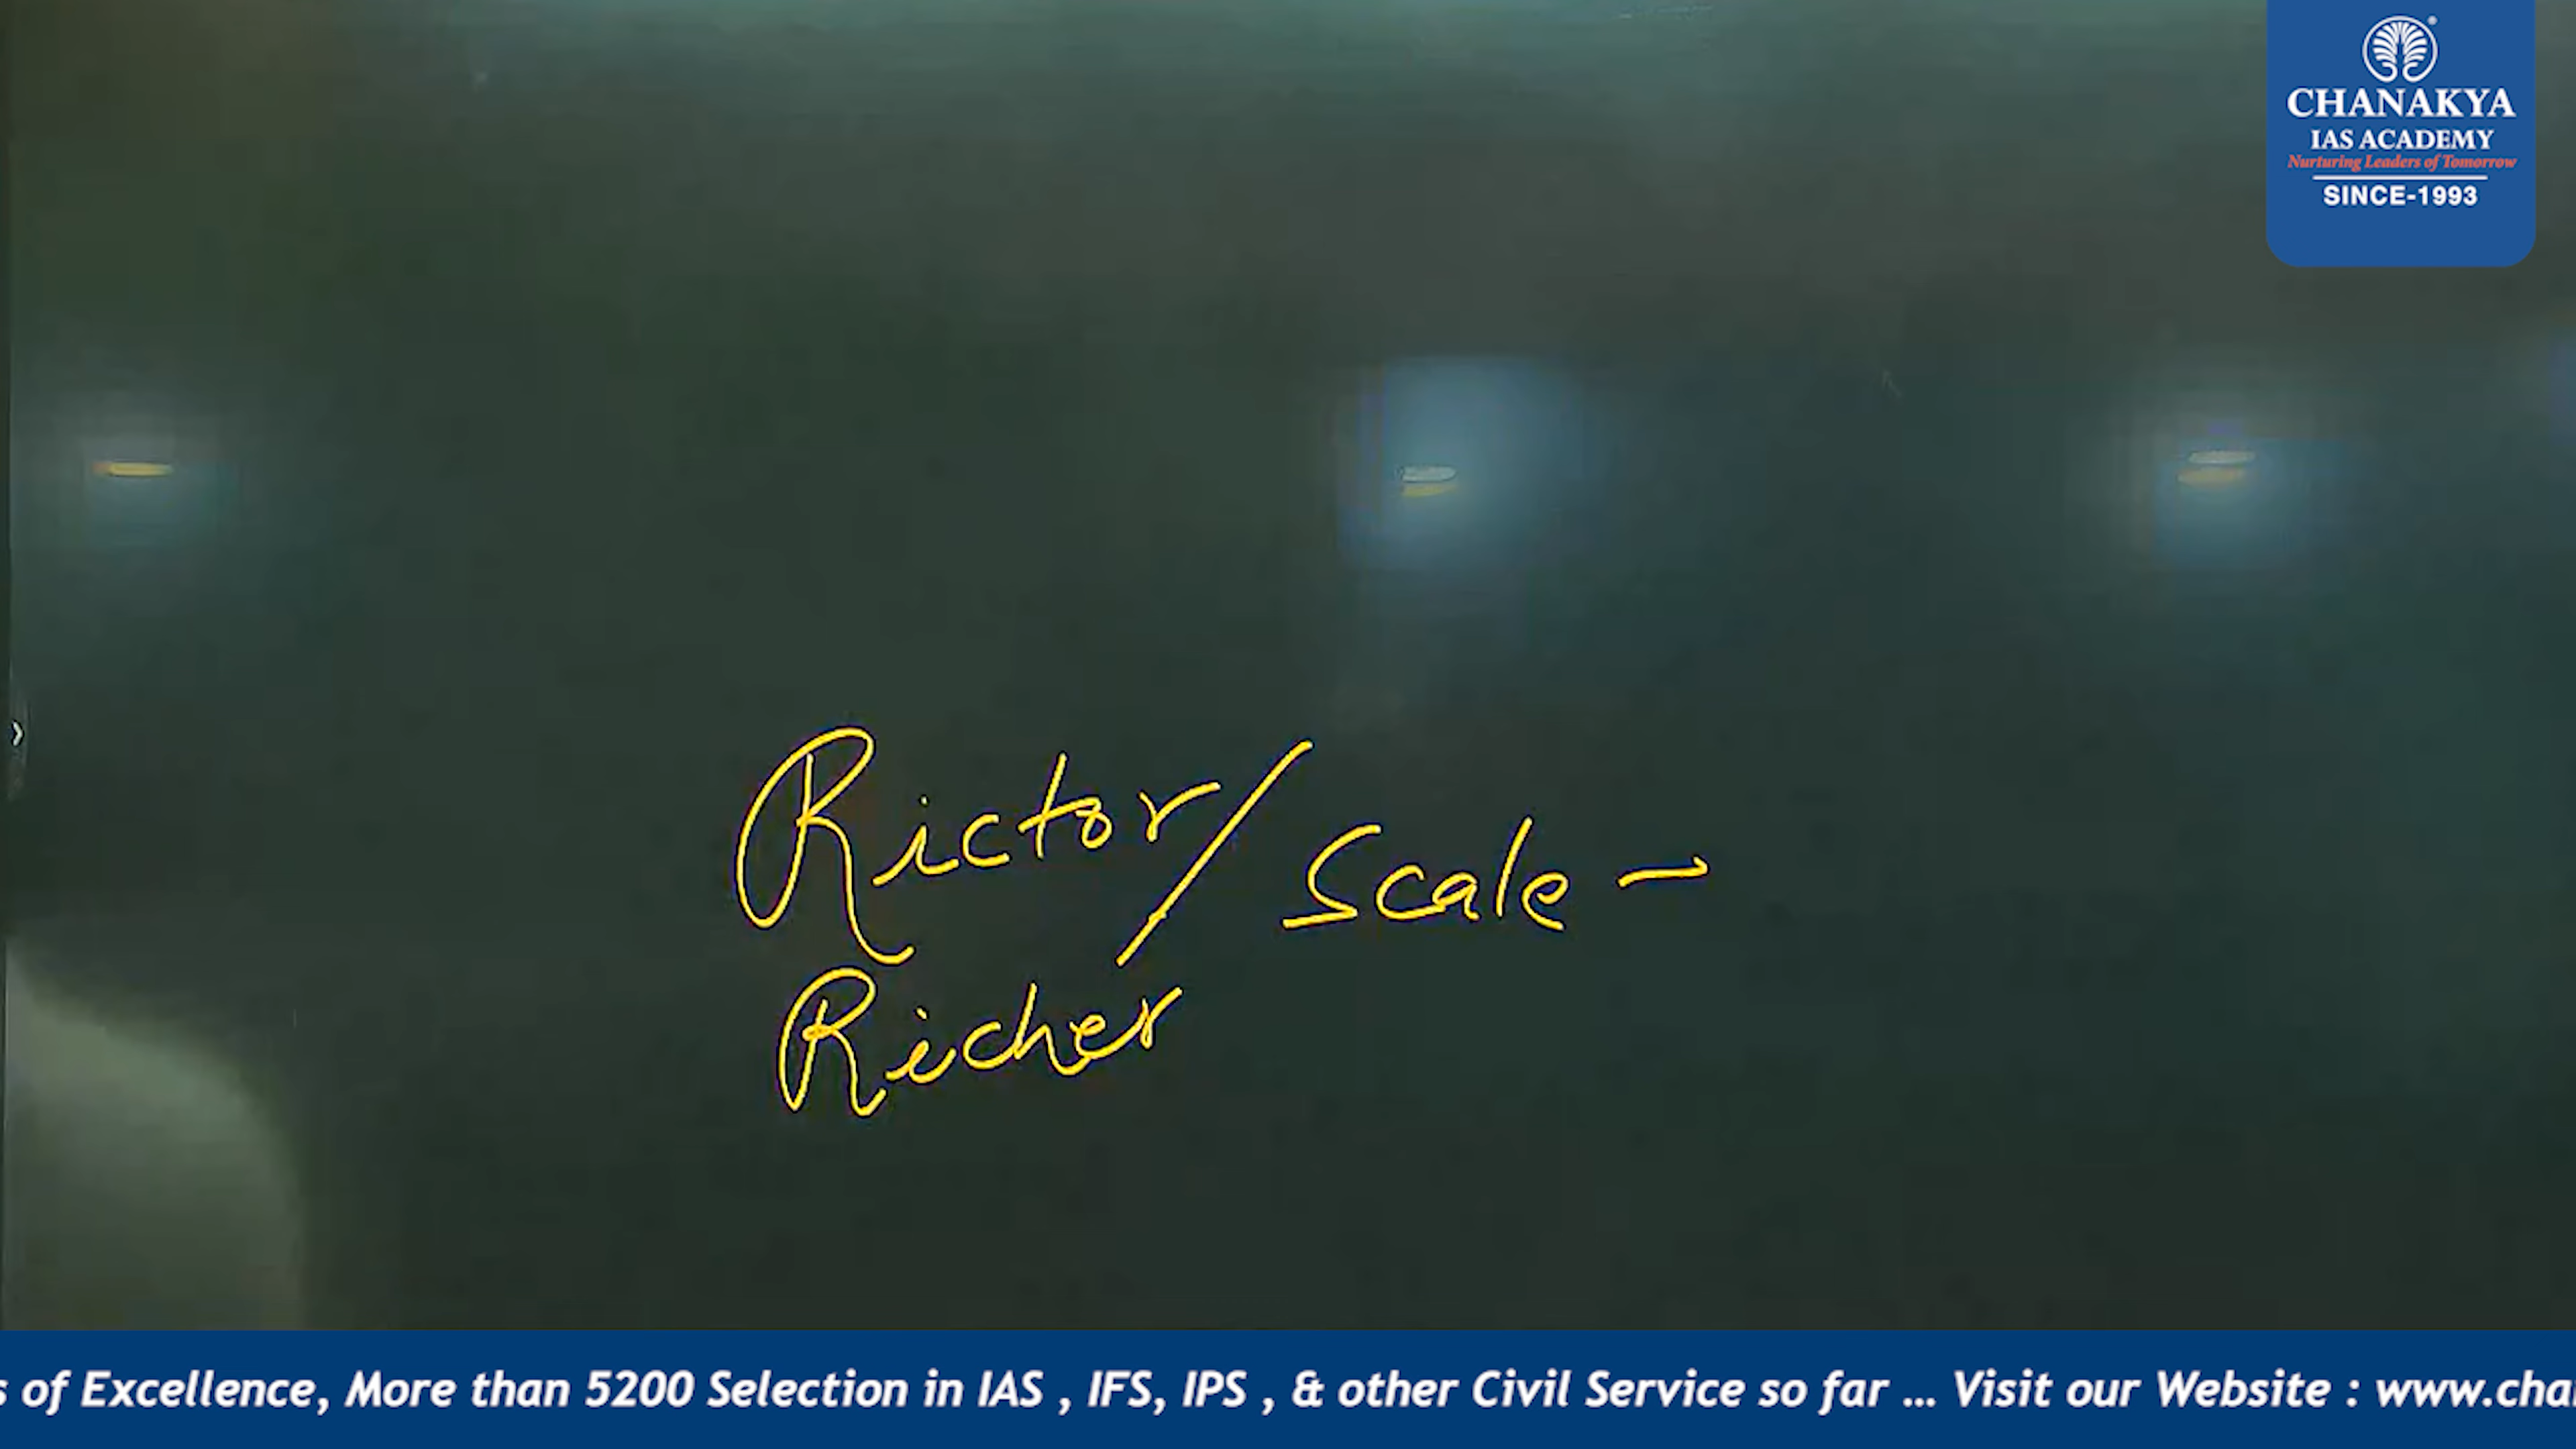 CHANAKYA
IAS ACADEMY
Nurturing Leaders of Tomorrow
SINCE-1993
Rictor/ Scale →
Richer
s of Excellence, More than 5200 Selection in IAS , IFS, IPS , & other Civil Service so far ... Visit our Website : www.cha